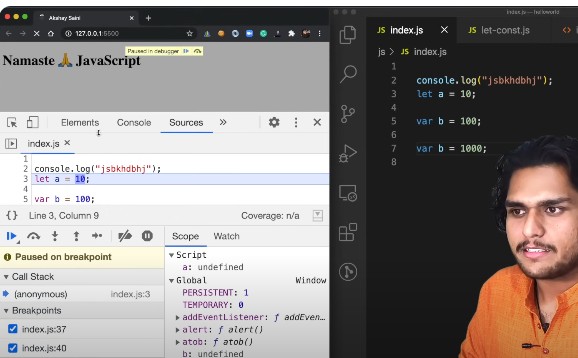 Akshay Saini
127.0.0.1:5500
Paused in debugger
Namaste 🙏 JavaScript
Elements
Console
Sources
index.js
1
2 console.log("jsbkhdbhj");
3 let a = 10;
4
5 var b = 100;
{} Line 3, Column 9
Coverage: n/a
Paused on breakpoint
Call Stack
(anonymous) index.js:3
Breakpoints
index.js:37
index.js:40
Scope
Watch
Script
a: undefined
Global Window
PERSISTENT: 1
TEMPORARY: 0
addEventListener: ƒ addEven…
alert: ƒ alert()
atob: ƒ atob()
b: undefined
index.js — helloworld
JS index.js
JS let-const.js
js > JS index.js
1
2 console.log("jsbkhdbhj");
3 let a = 10;
4
5 var b = 100;
6
7 var b = 1000;
8